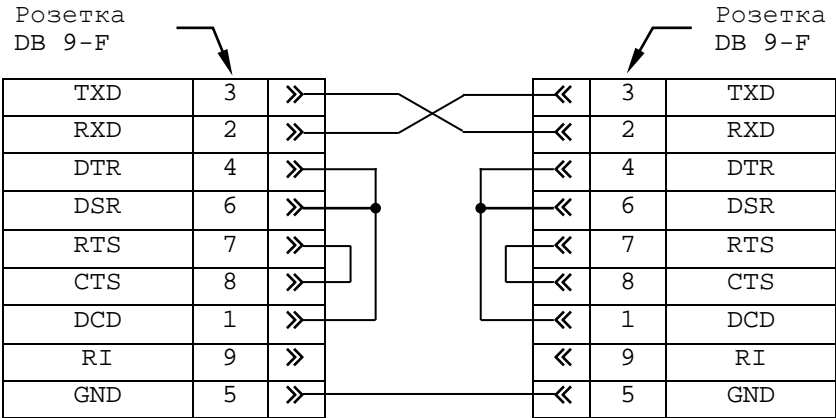 Розетка Розетка
DB 9-F DB 9-F
TXD 3 3 TXD
RXD 2 2 RXD
DTR 4 4 DTR
DSR 6 6 DSR
RTS 7 7 RTS
CTS 8 8 CTS
DCD 1 1 DCD
RI 9 9 RI
GND 5 5 GND